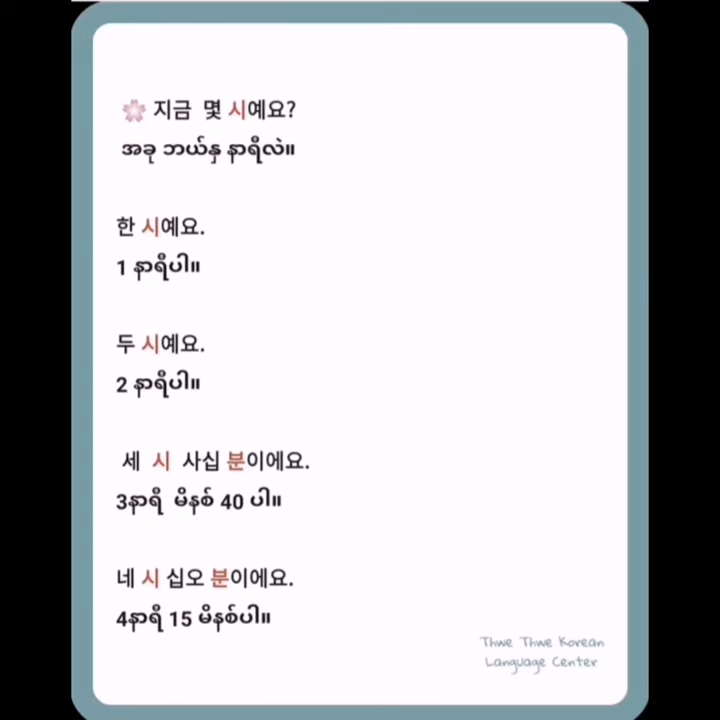 🌸 지금 몇 시예요?
အခု ဘယ်နှ နာရီလဲ။
한 시예요.
1 နာရီပါ။
두 시예요.
2 နာရီပါ။
세 시 사십 분이에요.
3နာရီ မိနစ် 40 ပါ။
네 시 십오 분이에요.
4နာရီ 15 မိနစ်ပါ။
Thwe Thwe Korean
Language Center